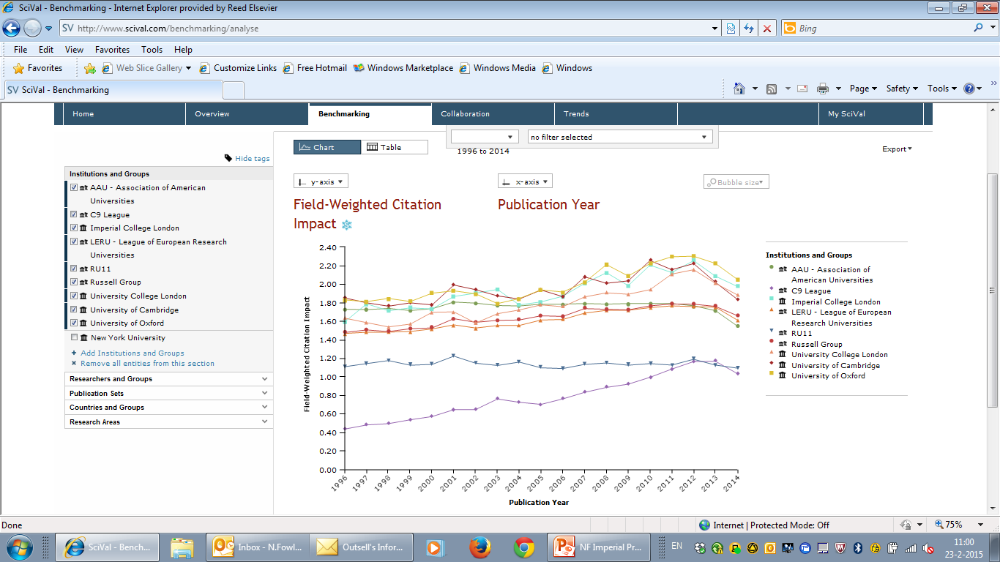 SciVal - Benchmarking - Internet Explorer provided by Reed Elsevier
SV http://www.scival.com/benchmarking/analyse
Bing
File Edit View Favorites Tools Help
Favorites Web Slice Gallery Customize Links Free Hotmail Windows Marketplace Windows Media Windows
SV SciVal - Benchmarking
Page Safety Tools
Home Overview Benchmarking Collaboration Trends My SciVal
no filter selected
Chart Table
1996 to 2014
Export
Hide tags
Institutions and Groups
AAU - Association of American
Universities
C9 League
Imperial College London
LERU - League of European Research
Universities
RU11
Russell Group
University College London
University of Cambridge
University of Oxford
New York University
+ Add Institutions and Groups
× Remove all entities from this section
Researchers and Groups
Publication Sets
Countries and Groups
Research Areas
y-axis x-axis Bubble size
Field-Weighted Citation
Impact
Publication Year
2.40
2.20
2.00
1.80
1.60
1.40
1.20
1.00
0.80
0.60
0.40
0.20
0.00
Field-Weighted Citation Impact
1996 1997 1998 1999 2000 2001 2002 2003 2004 2005 2006 2007 2008 2009 2010 2011 2012 2013 2014
Publication Year
Institutions and Groups
AAU - Association of
American Universities
C9 League
Imperial College London
LERU - League of European
Research Universities
RU11
Russell Group
University College London
University of Cambridge
University of Oxford
Done
Internet | Protected Mode: Off
75%
SciVal - Bench...
Inbox - N.Fowl...
Outsell's Infor...
NF Imperial Pr...
EN
11:00
23-2-2015